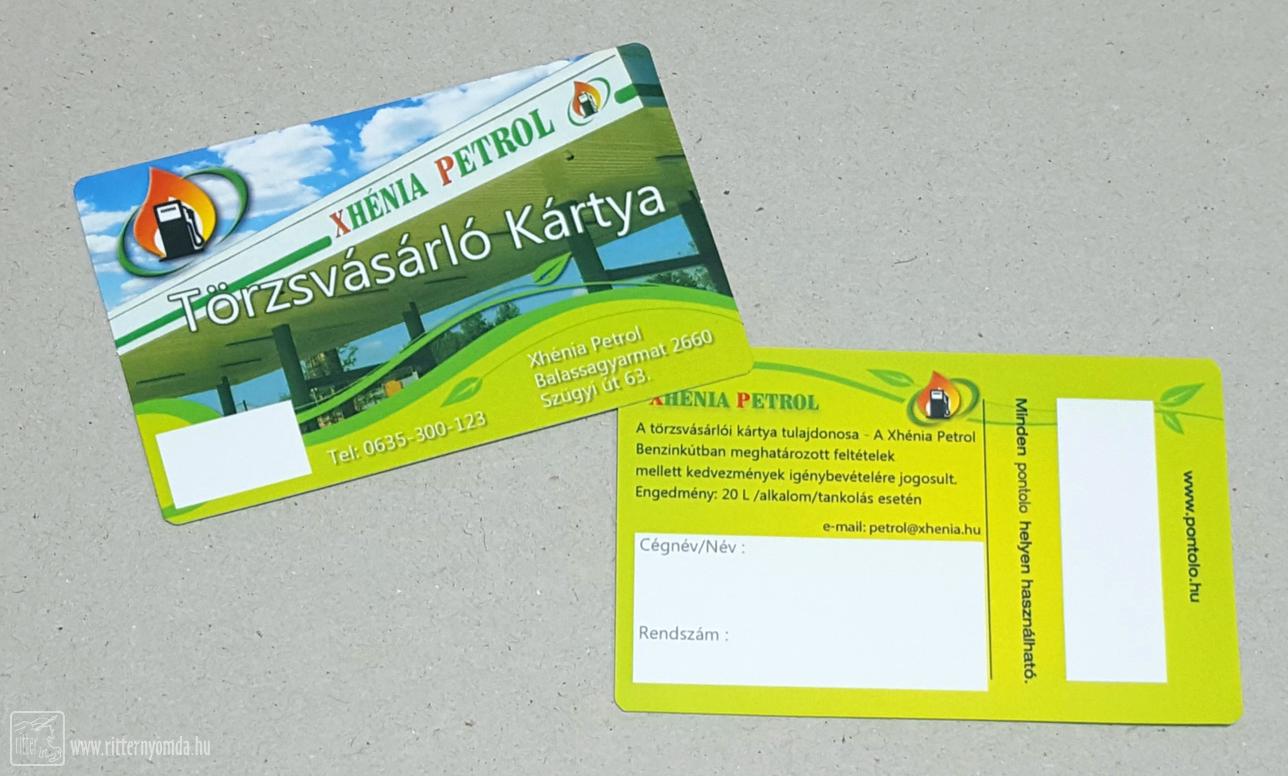 XHÉNIA PETROL
Törzsvásárló Kártya
Xhénia Petrol
Balassagyarmat 2660
Szügyi út 63.
Tel: 0635-300-123
XHÉNIA PETROL
A törzsvásárlói kártya tulajdonosa - A Xhénia Petrol
Benzinkútban meghatározott feltételek
mellett kedvezmények igénybevételére jogosult.
Engedmény: 20 L /alkalom/tankolás esetén
e-mail: petrol@xhenia.hu
Cégnév/Név :
Rendszám :
Minden pontolo helyen használható.
www.pontolo.hu
ritter
www.ritternyomda.hu